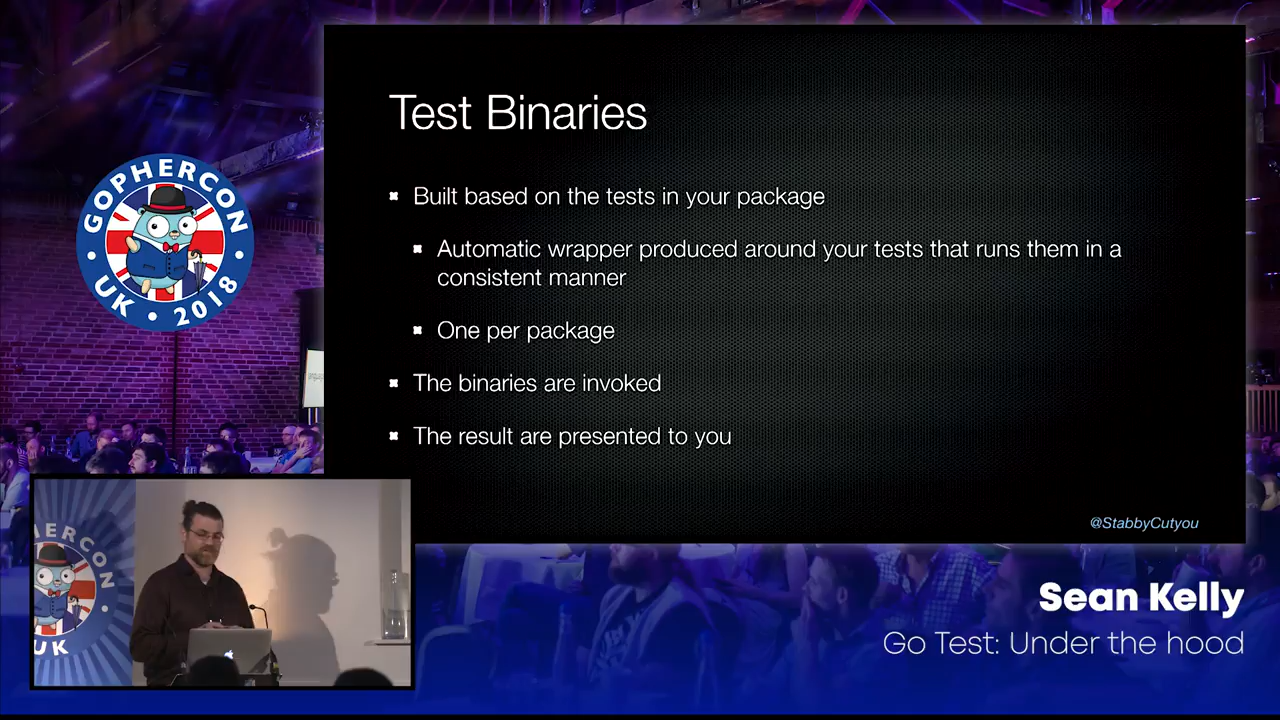 GOPHERCON
UK • 2018
Test Binaries
Built based on the tests in your package
Automatic wrapper produced around your tests that runs them in a
consistent manner
One per package
The binaries are invoked
The result are presented to you
@StabbyCutyou
PHERCON
UK
Sean Kelly
Go Test: Under the hood